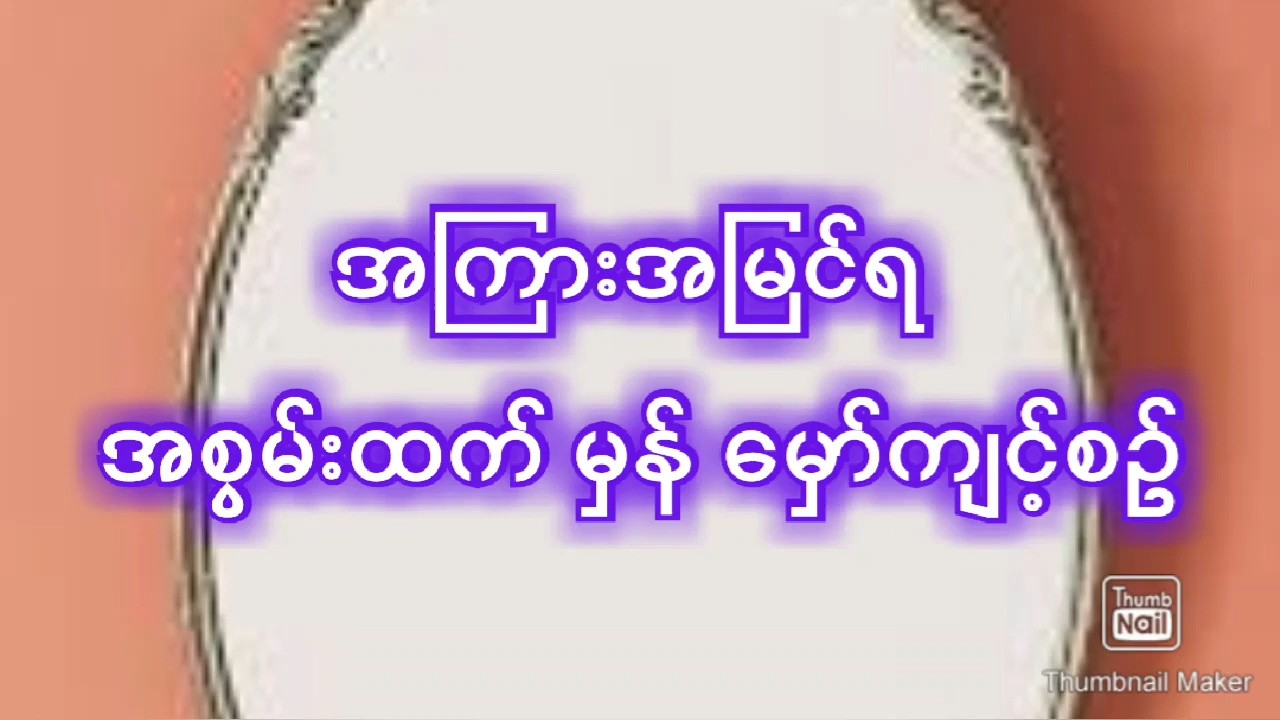 အကြားအမြင်ရ
အစွမ်းထက် မှန် မှော်ကျင့်စဥ်
Thumb
Nail
Thumbnail Maker